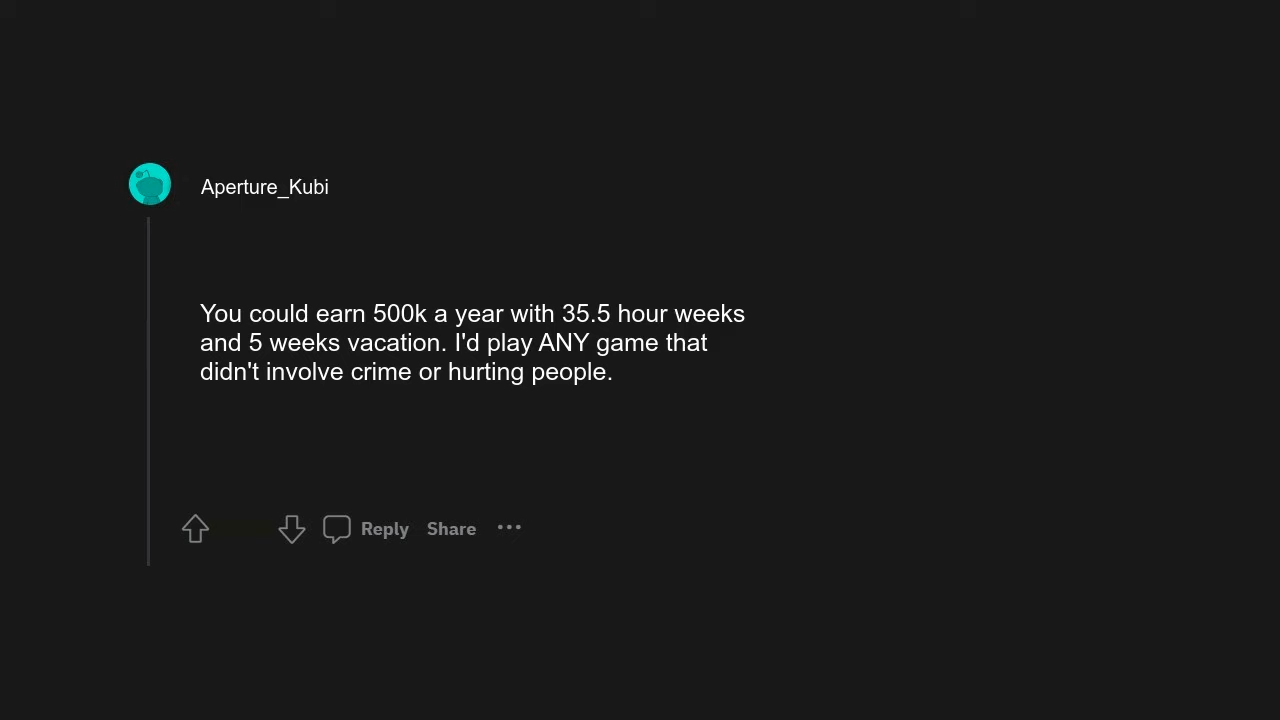 Aperture_Kubi
You could earn 500k a year with 35.5 hour weeks
and 5 weeks vacation. I'd play ANY game that
didn't involve crime or hurting people.
Reply Share